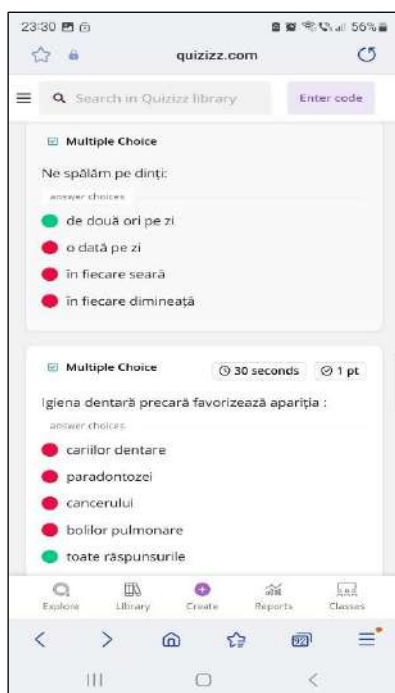 23:30 56%
quizizz.com
Search in Quizizz library Enter code
Multiple Choice
Ne spălăm pe dinți:
answer choices
de două ori pe zi
o dată pe zi
în fiecare seară
în fiecare dimineață
Multiple Choice 30 seconds 1 pt
Igiena dentară precară favorizează apariția :
answer choices
cariilor dentare
paradontozei
cancerului
bolilor pulmonare
toate răspunsurile
Explore Library Create Reports Classes
92